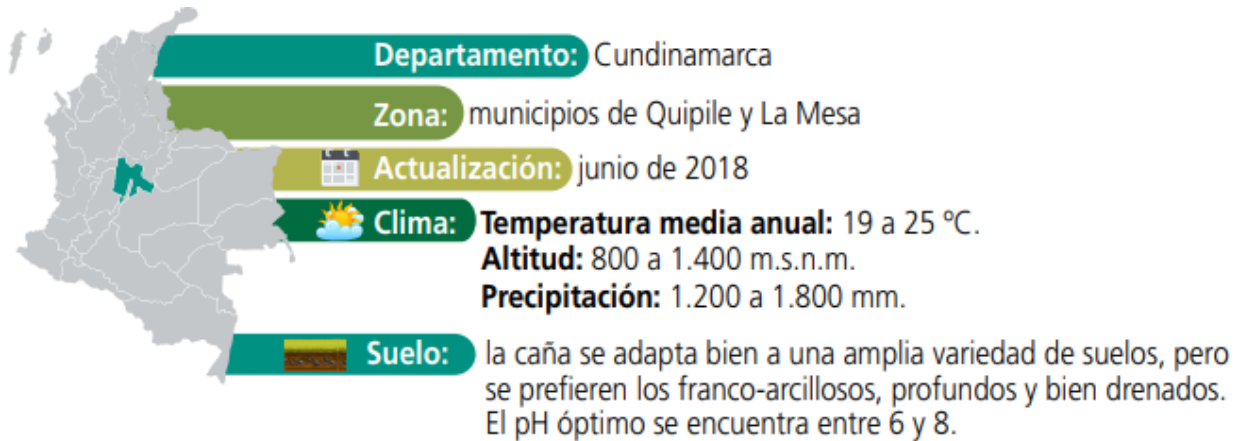 Departamento: Cundinamarca
Zona: municipios de Quipile y La Mesa
Actualización: junio de 2018
Clima: Temperatura media anual: 19 a 25 ºC.
Altitud: 800 a 1.400 m.s.n.m.
Precipitación: 1.200 a 1.800 mm.
Suelo: la caña se adapta bien a una amplia variedad de suelos, pero
se prefieren los franco-arcillosos, profundos y bien drenados.
El pH óptimo se encuentra entre 6 y 8.